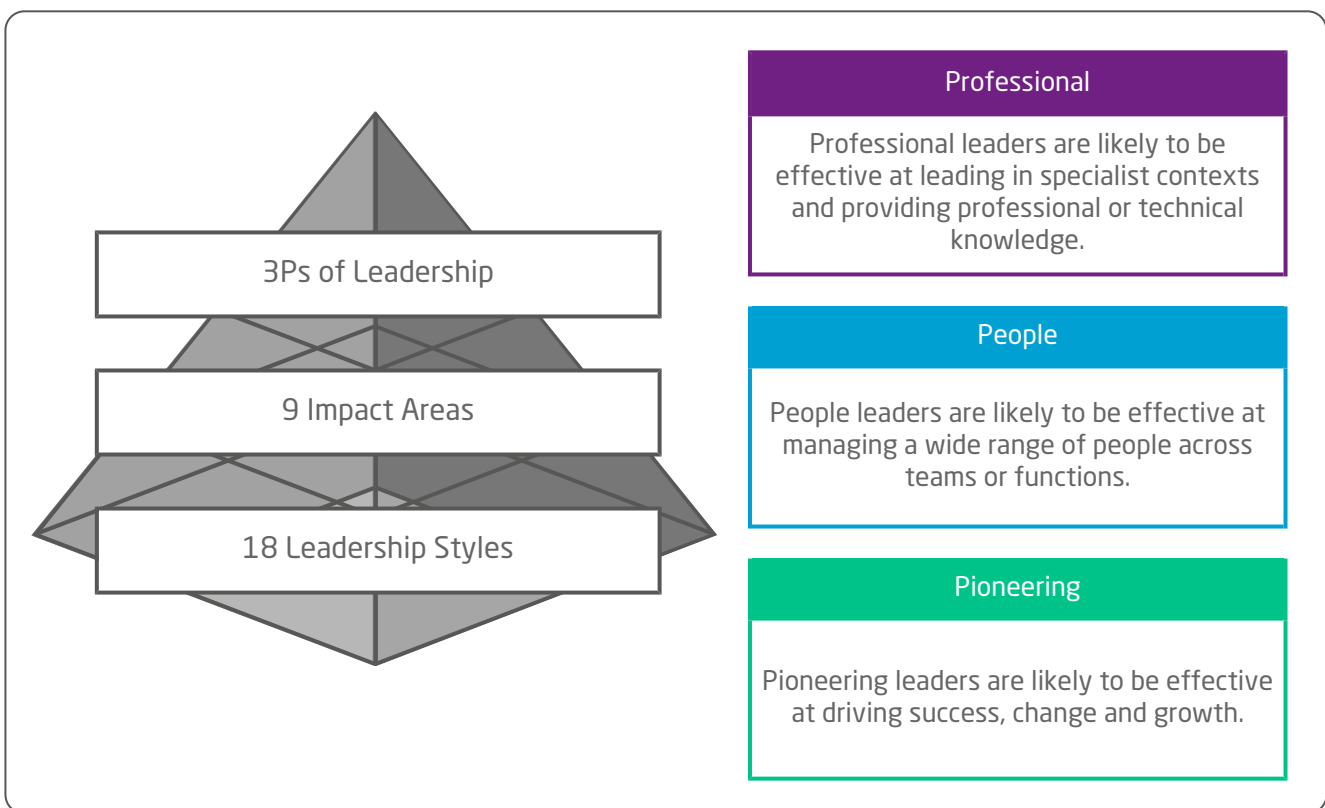 3Ps of Leadership
9 Impact Areas
18 Leadership Styles
Professional
Professional leaders are likely to be
effective at leading in specialist contexts
and providing professional or technical
knowledge.
People
People leaders are likely to be effective at
managing a wide range of people across
teams or functions.
Pioneering
Pioneering leaders are likely to be effective
at driving success, change and growth.